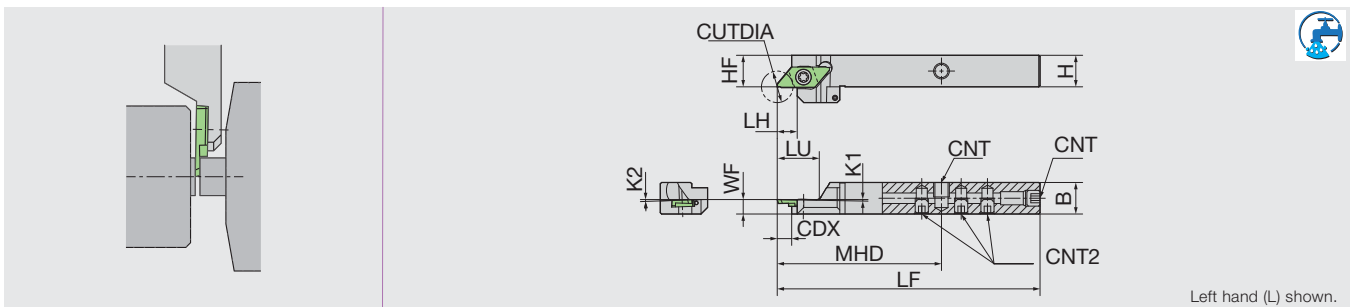 CUTDIA
HF
H
LH
LU
K1
CNT
CNT
K2
WF
B
CDX
MHD
CNT2
LF
Left hand (L) shown.